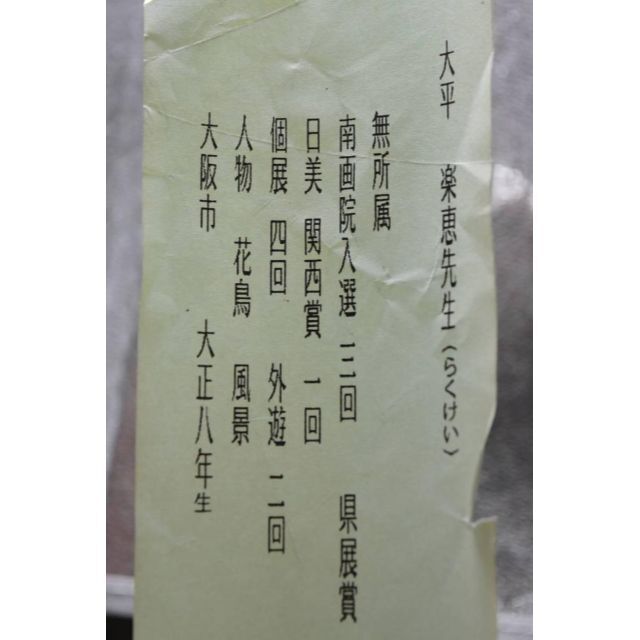 大平 楽恵先生(らくけい)
無所属
南画院入選 三回 県展賞
日美 関西賞 一回
個展 四回 外遊 二回
人物 花鳥 風景
大阪市 大正八年生